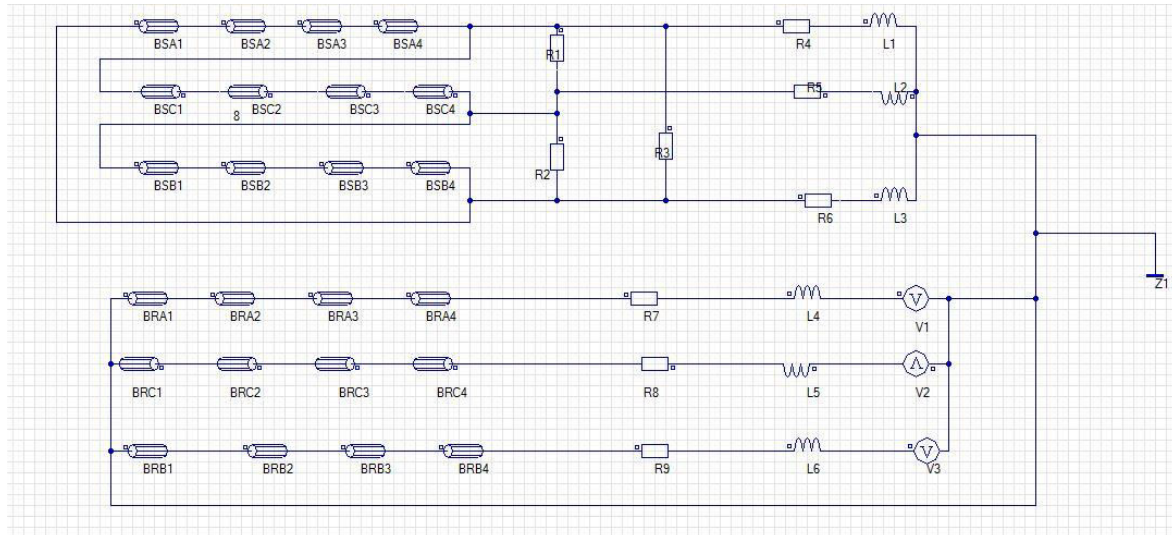 BSA1 BSA2 BSA3 BSA4 R1 R4 L1
BSC1 8 BSC2 BSC3 BSC4 R5 L2
BSB1 BSB2 BSB3 BSB4 R2 R3 R6 L3
Z1
BRA1 BRA2 BRA3 BRA4 R7 L4 V V1
BRC1 BRC2 BRC3 BRC4 R8 L5 V V2
BRB1 BRB2 BRB3 BRB4 R9 L6 V V3